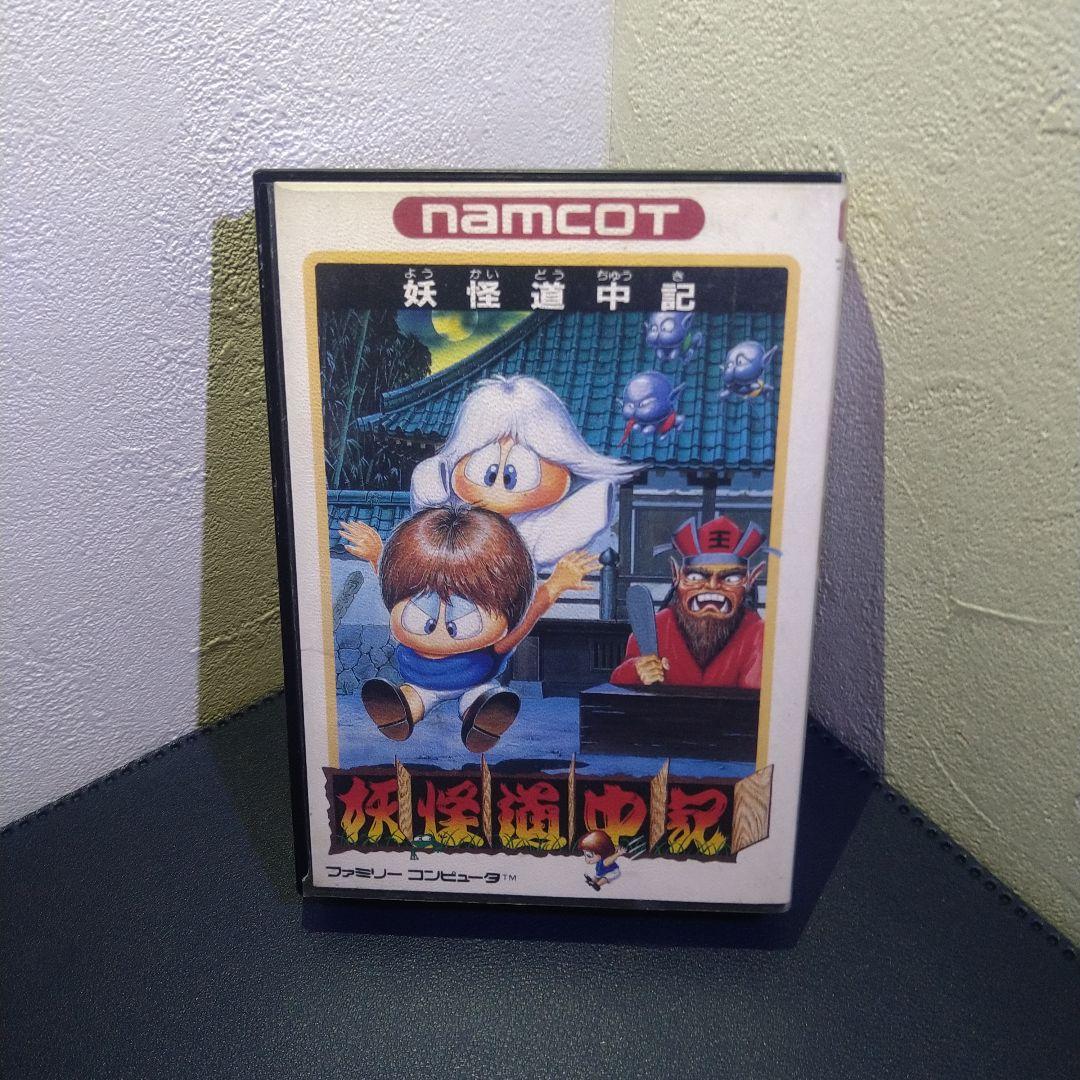 namcoT
よう かい どう ちゅう き
妖怪道中記
王
妖怪道中記
ファミリーコンピュータ™